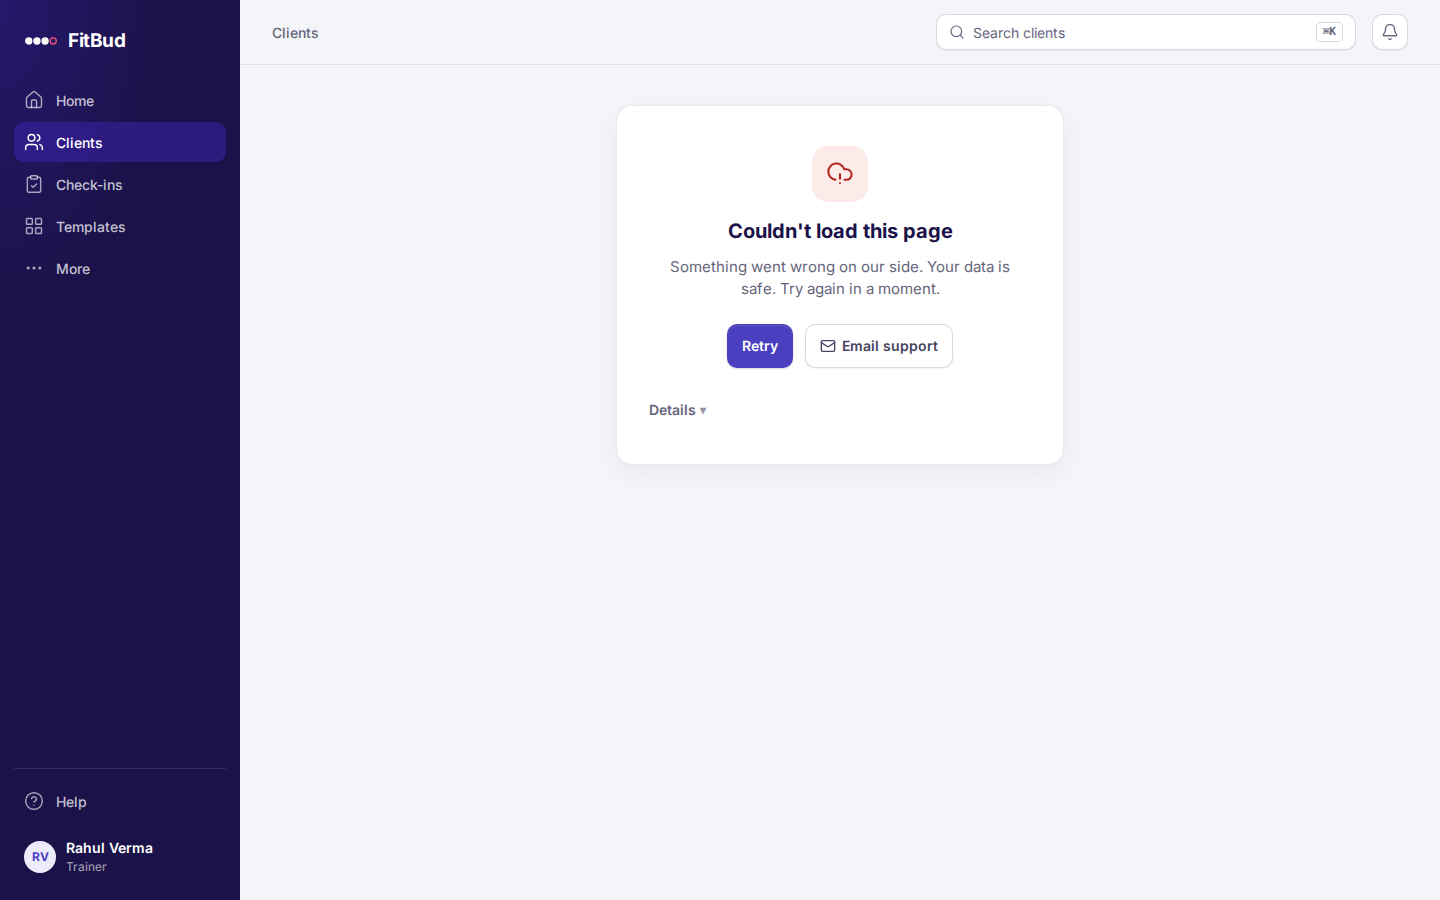 FitBud
Home
Clients
Check-ins
Templates
More
Help
RV
Rahul Verma
Trainer
Clients
Search clients
⌘K
Couldn't load this page
Something went wrong on our side. Your data is
safe. Try again in a moment.
Retry
Email support
Details ▾